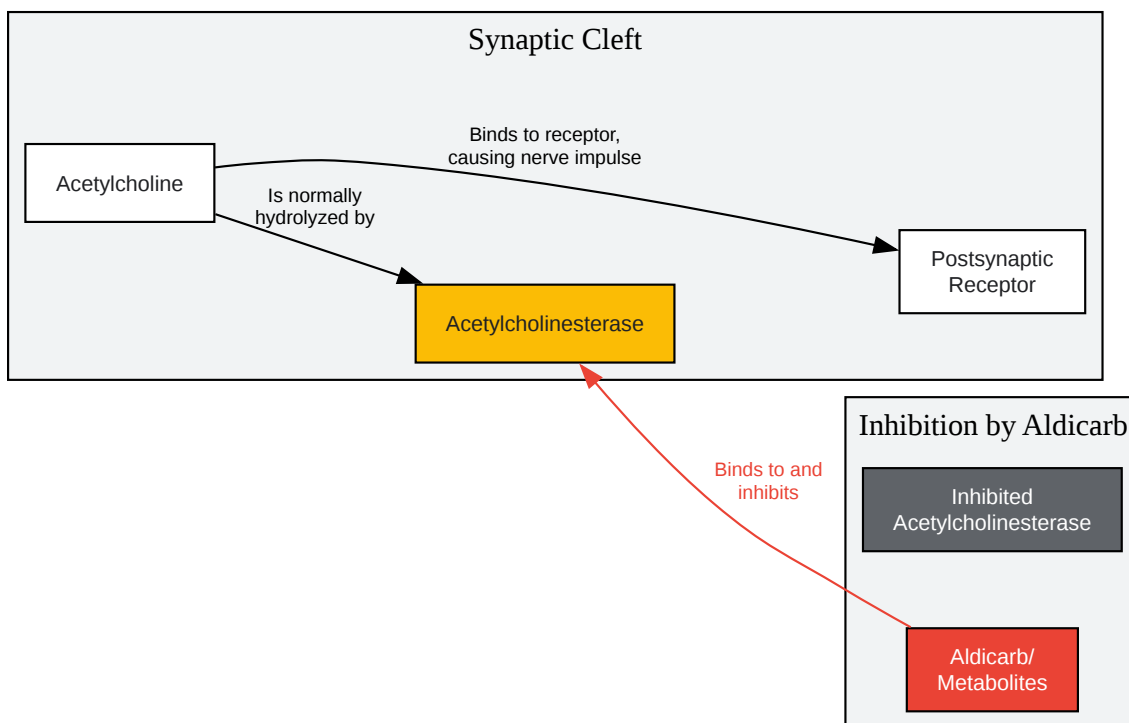 Synaptic Cleft
Binds to receptor,
causing nerve impulse
Acetylcholine
Is normally
hydrolyzed by
Postsynaptic
Receptor
Acetylcholinesterase
Inhibition by Aldicarb
Binds to and
inhibits
Inhibited
Acetylcholinesterase
Aldicarb/
Metabolites